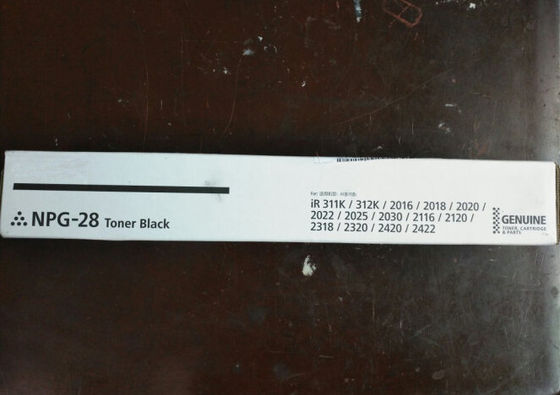 NPG-28 Toner Black
For:
iR 311K / 312K / 2016 / 2018 / 2020 /
2022 / 2025 / 2030 / 2116 / 2120 /
2318 / 2320 / 2420 / 2422
GENUINE
TONER, CARTRIDGE
& PARTS